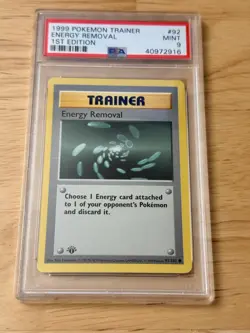 1999 POKEMON TRAINER #92
ENERGY REMOVAL MINT
1ST EDITION PSA 9
40972916
TRAINER
Energy Removal
Choose 1 Energy card attached
to 1 of your opponent's Pokémon
and discard it.